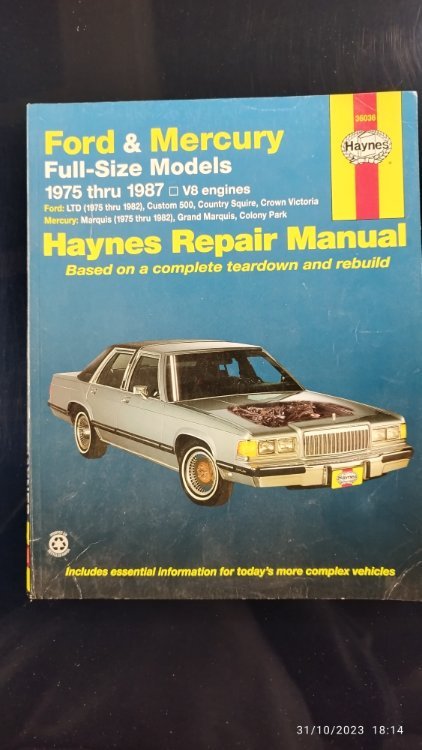 36036
Haynes
Ford & Mercury
Full-Size Models
1975 thru 1987 □ V8 engines
Ford: LTD (1975 thru 1982), Custom 500, Country Squire, Crown Victoria
Mercury: Marquis (1975 thru 1982), Grand Marquis, Colony Park
Haynes Repair Manual
Based on a complete teardown and rebuild
Haynes
Includes essential information for today's more complex vehicles
31/10/2023 18:14